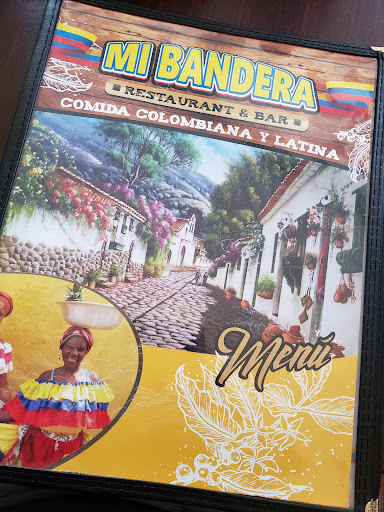 MI BANDERA
RESTAURANT & BAR
COMIDA COLOMBIANA Y LATINA
Menú